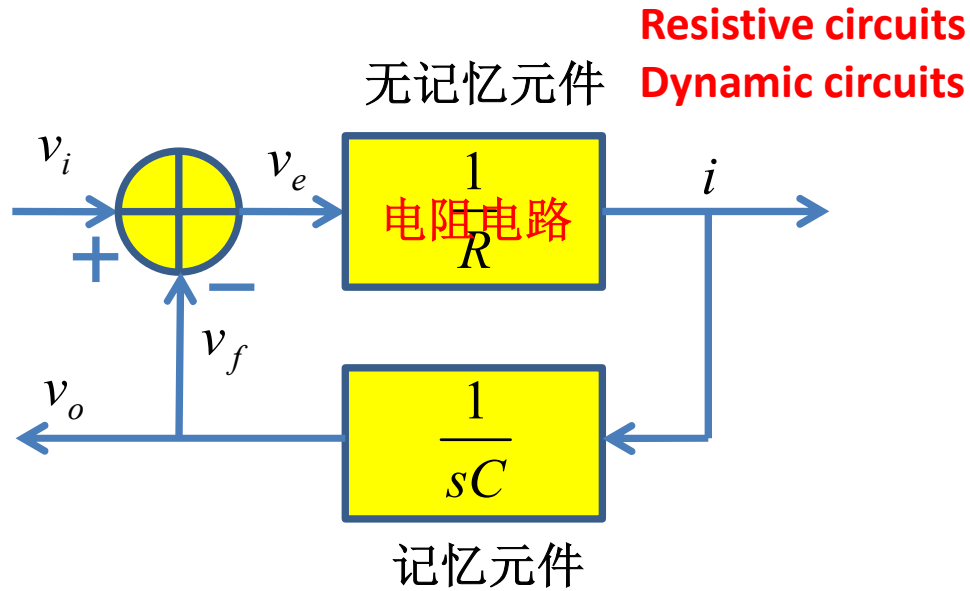 Resistive circuits
Dynamic circuits
无记忆元件
v_i
v_e
1
R
电阻电路
i
+
−
v_f
v_o
1
sC
记忆元件